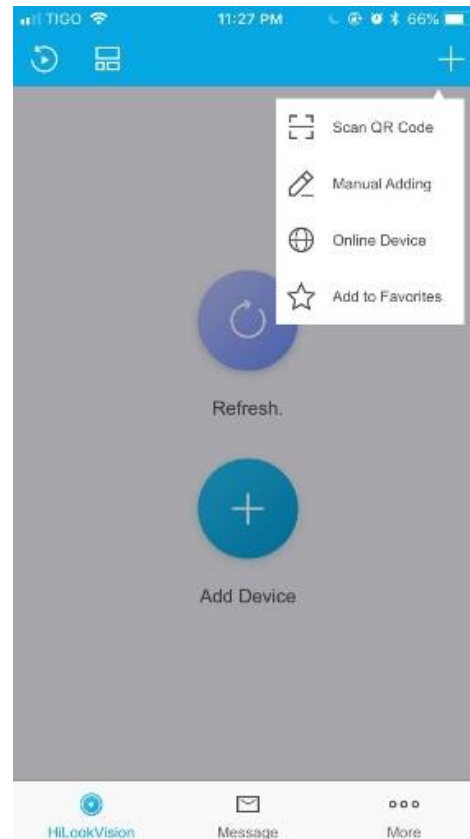 TIGO 11:27 PM 66%
Scan QR Code
Manual Adding
Online Device
Add to Favorites
Refresh.
Add Device
HiLookVision Message More